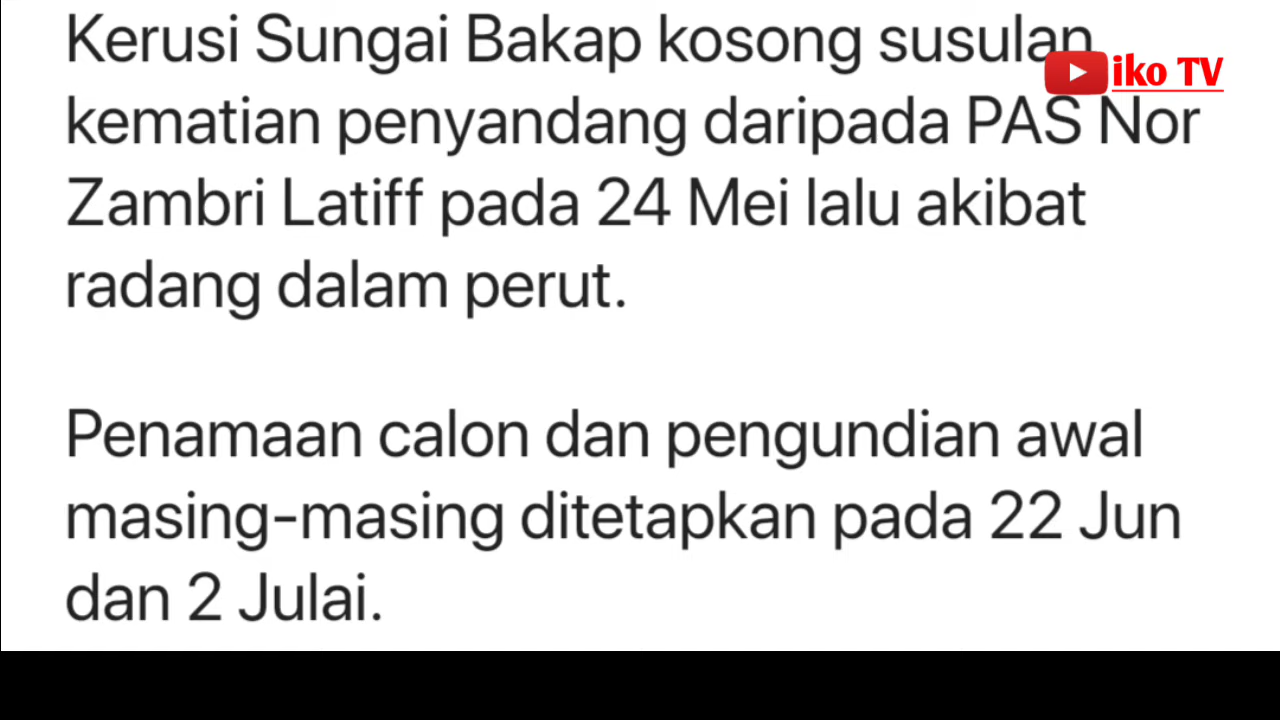 Kerusi Sungai Bakap kosong susulan
iko TV
kematian penyandang daripada PAS Nor
Zambri Latiff pada 24 Mei lalu akibat
radang dalam perut.
Penamaan calon dan pengundian awal
masing-masing ditetapkan pada 22 Jun
dan 2 Julai.